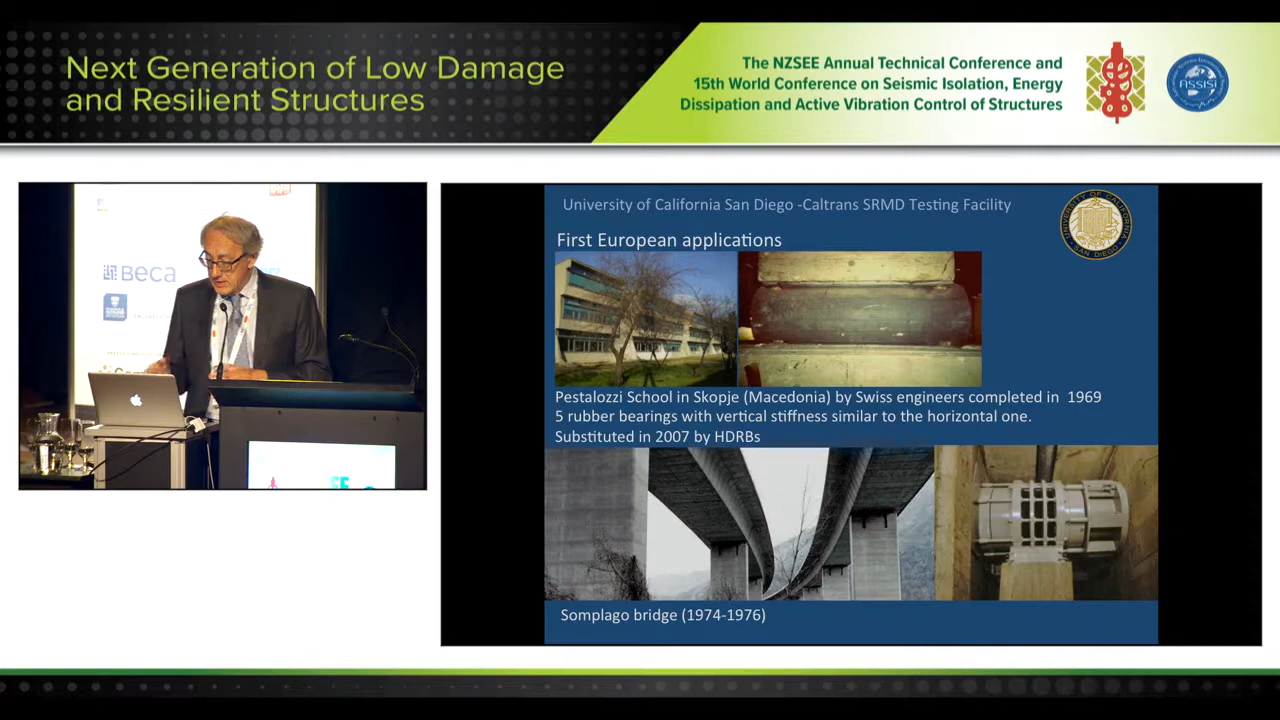 Next Generation of Low Damage
and Resilient Structures
The NZSEE Annual Technical Conference and
15th World Conference on Seismic Isolation, Energy
Dissipation and Active Vibration Control of Structures
ASSISi
Beca
University of California San Diego -Caltrans SRMD Testing Facility
First European applications
Pestalozzi School in Skopje (Macedonia) by Swiss engineers completed in 1969
5 rubber bearings with vertical stiffness similar to the horizontal one.
Substituted in 2007 by HDRBs
Somplago bridge (1974-1976)